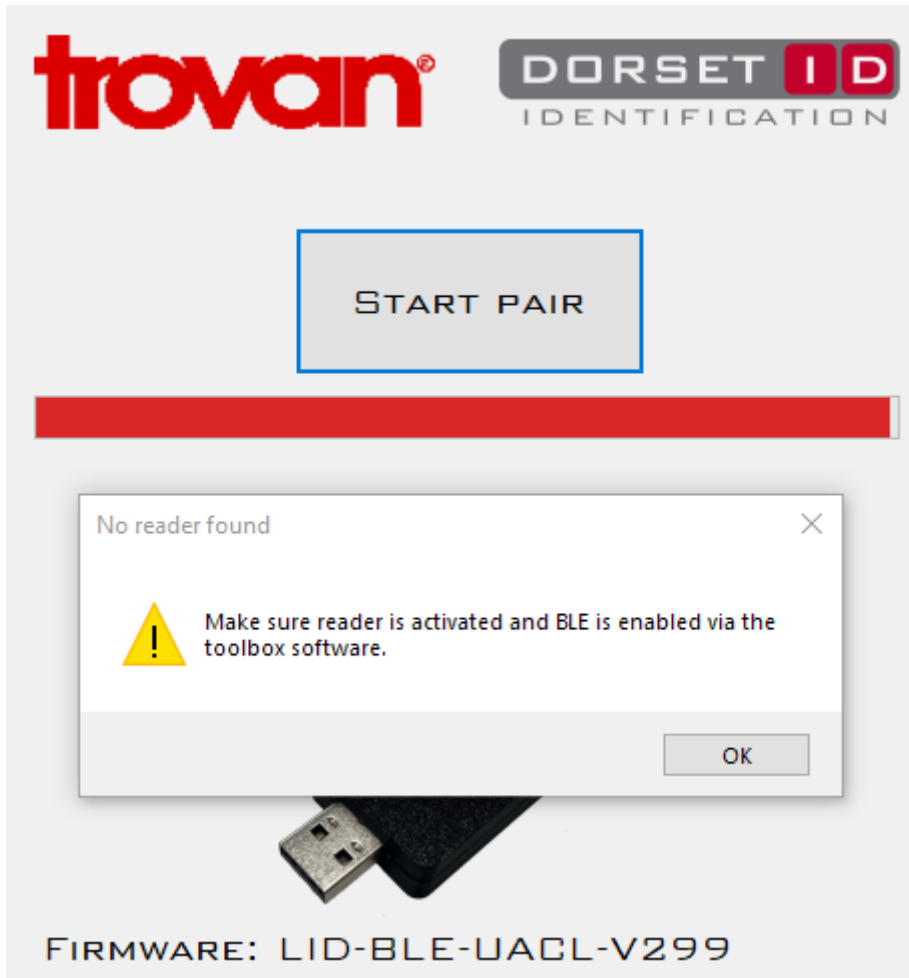 trovan®
DORSET ID
IDENTIFICATION
START PAIR
No reader found
Make sure reader is activated and BLE is enabled via the
toolbox software.
OK
FIRMWARE: LID-BLE-UACL-V299